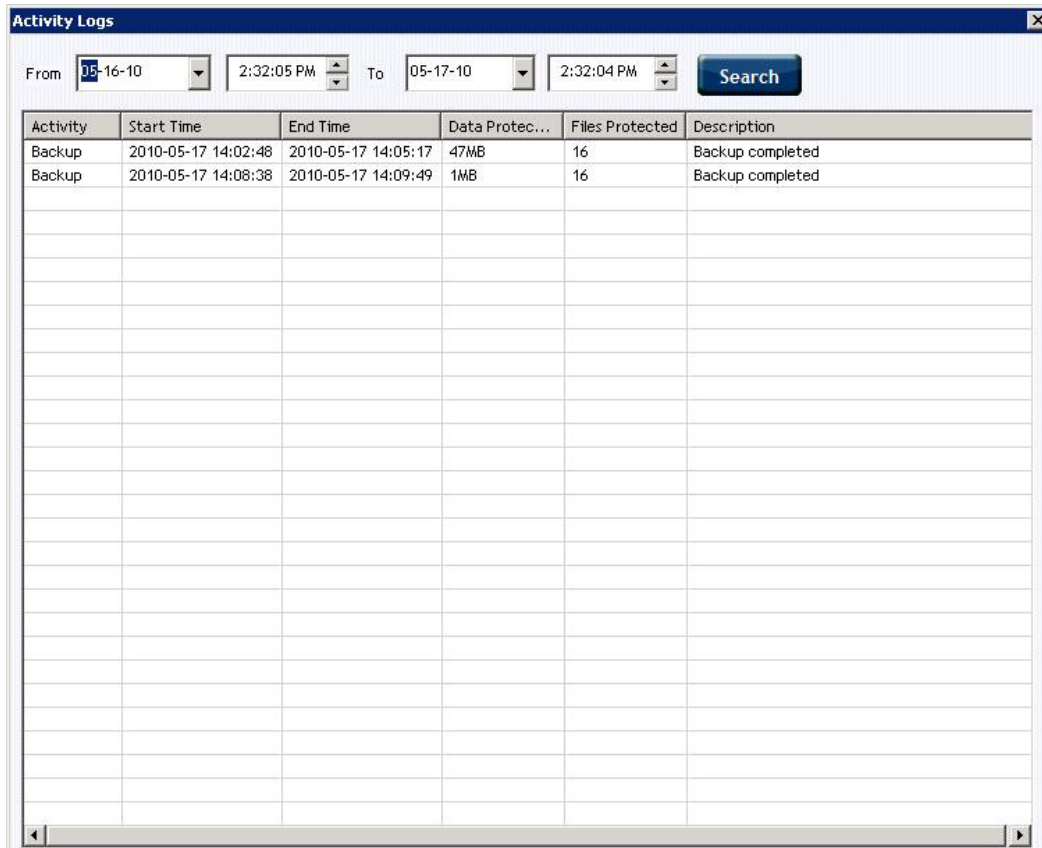 Activity Logs
From 05-16-10 2:32:05 PM To 05-17-10 2:32:04 PM Search
Activity Start Time End Time Data Protec... Files Protected Description
Backup 2010-05-17 14:02:48 2010-05-17 14:05:17 47MB 16 Backup completed
Backup 2010-05-17 14:08:38 2010-05-17 14:09:49 1MB 16 Backup completed